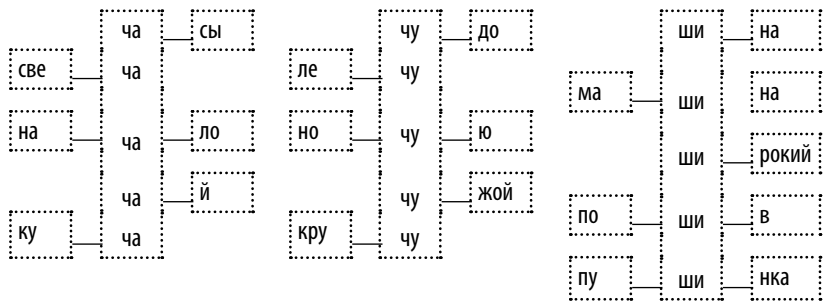 ча сы
све ча
на ча ло
ча й
ку ча
чу до
ле чу
но чу ю
чу жой
кру чу
ши на
ма ши на
ши рокий
по ши в
пу ши нка